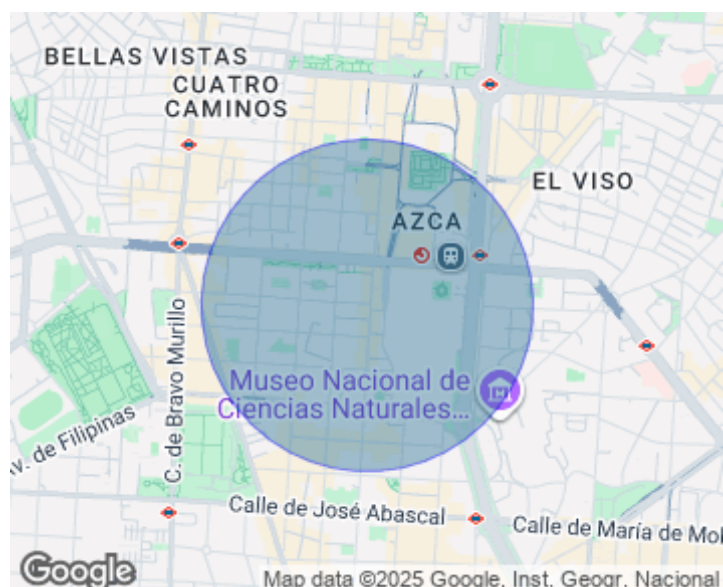 BELLAS VISTAS
CUATRO
CAMINOS
EL VISO
AZCA
C. de Bravo Murillo
Museo Nacional de
Ciencias Naturales...
Av. de Filipinas
Calle de José Abascal
Calle de María de Mol
Google
Map data ©2025 Google, Inst. Geogr. Nacional